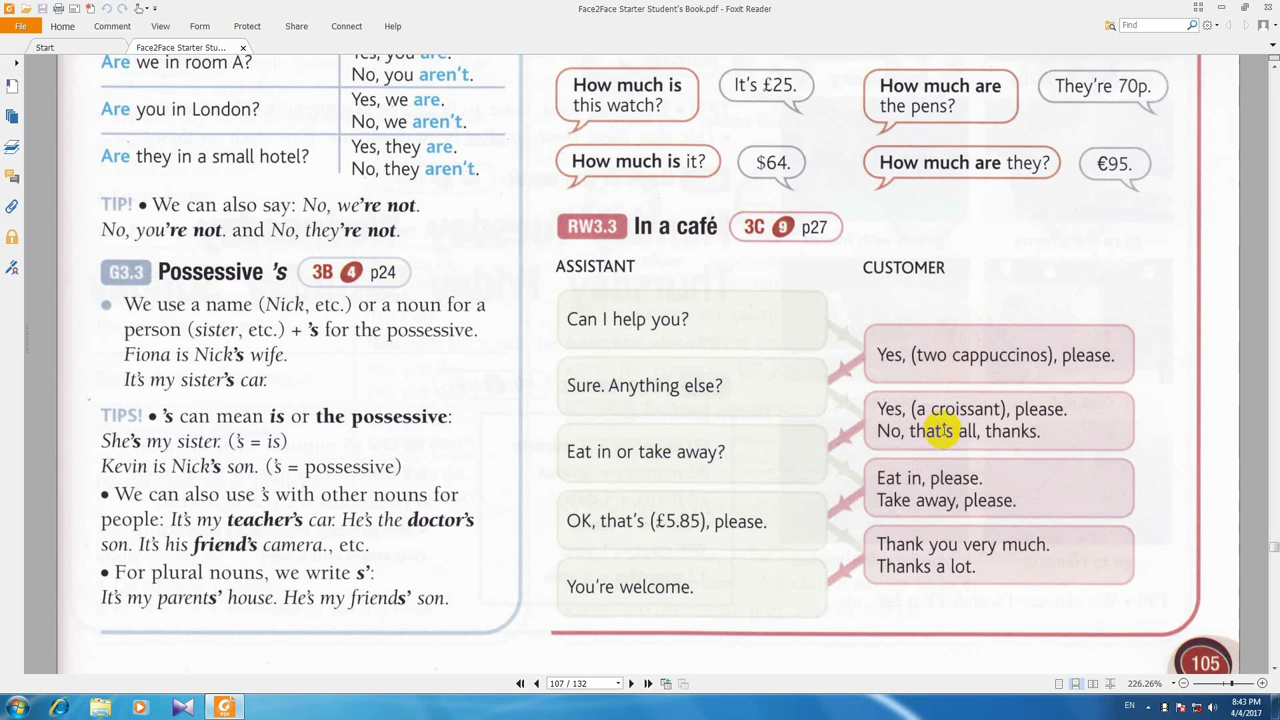 Face2Face Starter Student's Book.pdf - Foxit Reader
File Home Comment View Form Protect Share Connect Help
Find
Start
Face2Face Starter Stu...
Are we in room A?
No, you aren't.
Are you in London?
Yes, we are.
No, we aren't.
Are they in a small hotel?
Yes, they are.
No, they aren't.
TIP! • We can also say: No, we're not.
No, you're not. and No, they're not.
G3.3 Possessive 's 3B 4 p24
We use a name (Nick, etc.) or a noun for a
person (sister, etc.) + 's for the possessive.
Fiona is Nick's wife.
It's my sister's car.
TIPS! • 's can mean is or the possessive:
She's my sister. ('s = is)
Kevin is Nick's son. ('s = possessive)
• We can also use 's with other nouns for
people: It's my teacher's car. He's the doctor's
son. It's his friend's camera., etc.
• For plural nouns, we write s':
It's my parents' house. He's my friends' son.
How much is
this watch?
It's £25.
How much are
the pens?
They're 70p.
How much is it?
$64.
How much are they?
€95.
RW3.3 In a café 3C 9 p27
ASSISTANT
CUSTOMER
Can I help you?
Yes, (two cappuccinos), please.
Sure. Anything else?
Yes, (a croissant), please.
No, that's all, thanks.
Eat in or take away?
Eat in, please.
Take away, please.
OK, that's (£5.85), please.
Thank you very much.
Thanks a lot.
You're welcome.
105
107 / 132
226.26%
EN
8:43 PM
4/4/2017